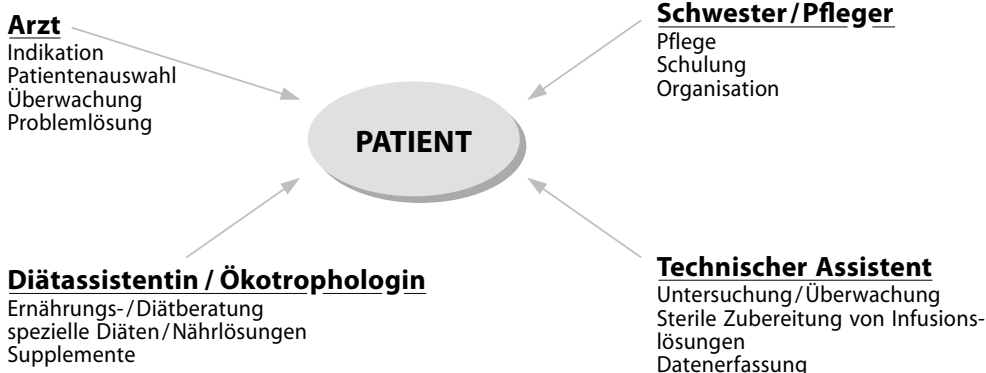 Arzt
Indikation
Patientenauswahl
Überwachung
Problemlösung
Schwester/Pfleger
Pflege
Schulung
Organisation
PATIENT
Diätassistentin / Ökotrophologin
Ernährungs-/Diätberatung
spezielle Diäten/Nährlösungen
Supplemente
Technischer Assistent
Untersuchung/Überwachung
Sterile Zubereitung von Infusions-
lösungen
Datenerfassung